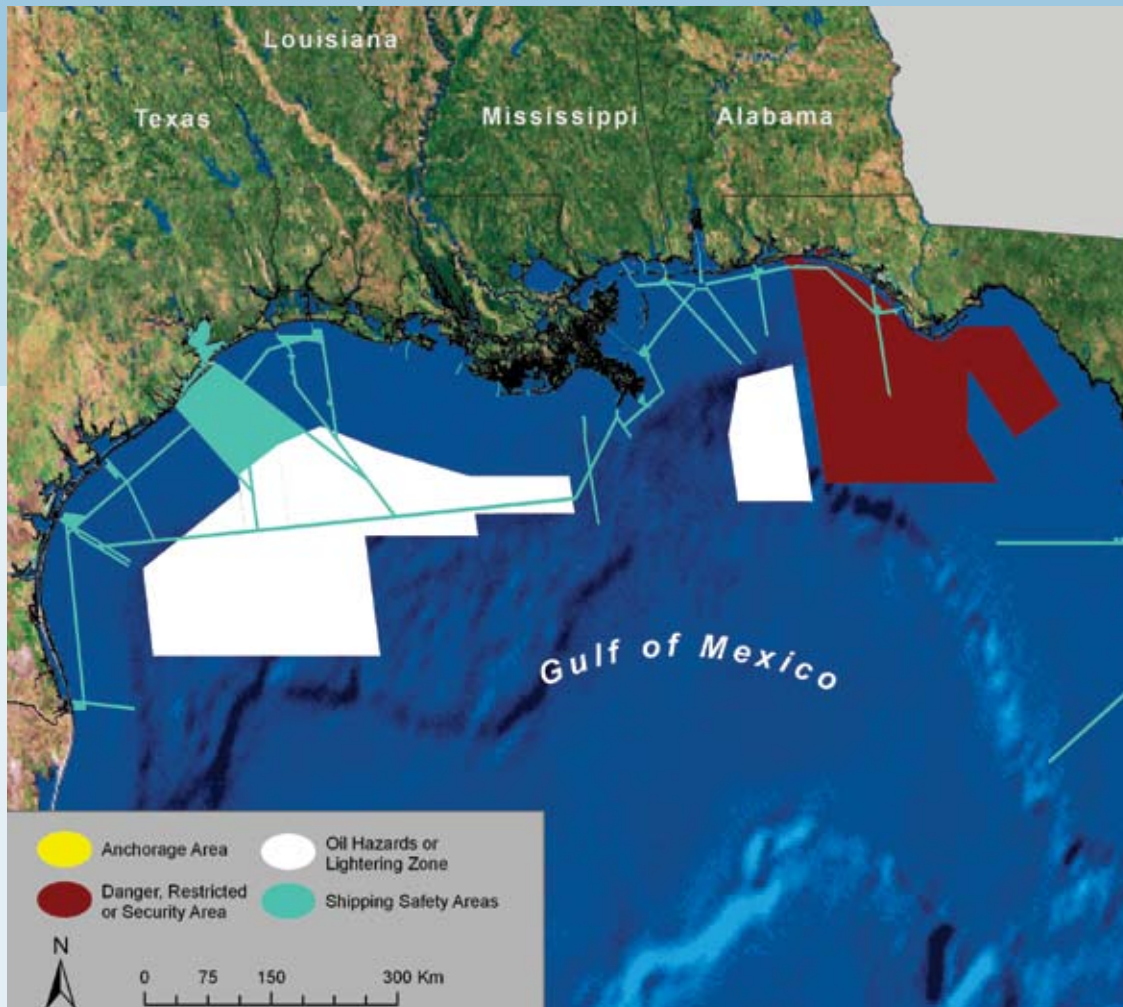 Louisiana
Texas
Mississippi
Alabama
Gulf of Mexico
Anchorage Area
Oil Hazards or
Lightering Zone
Danger, Restricted
or Security Area
Shipping Safety Areas
N
0 75 150 300 Km